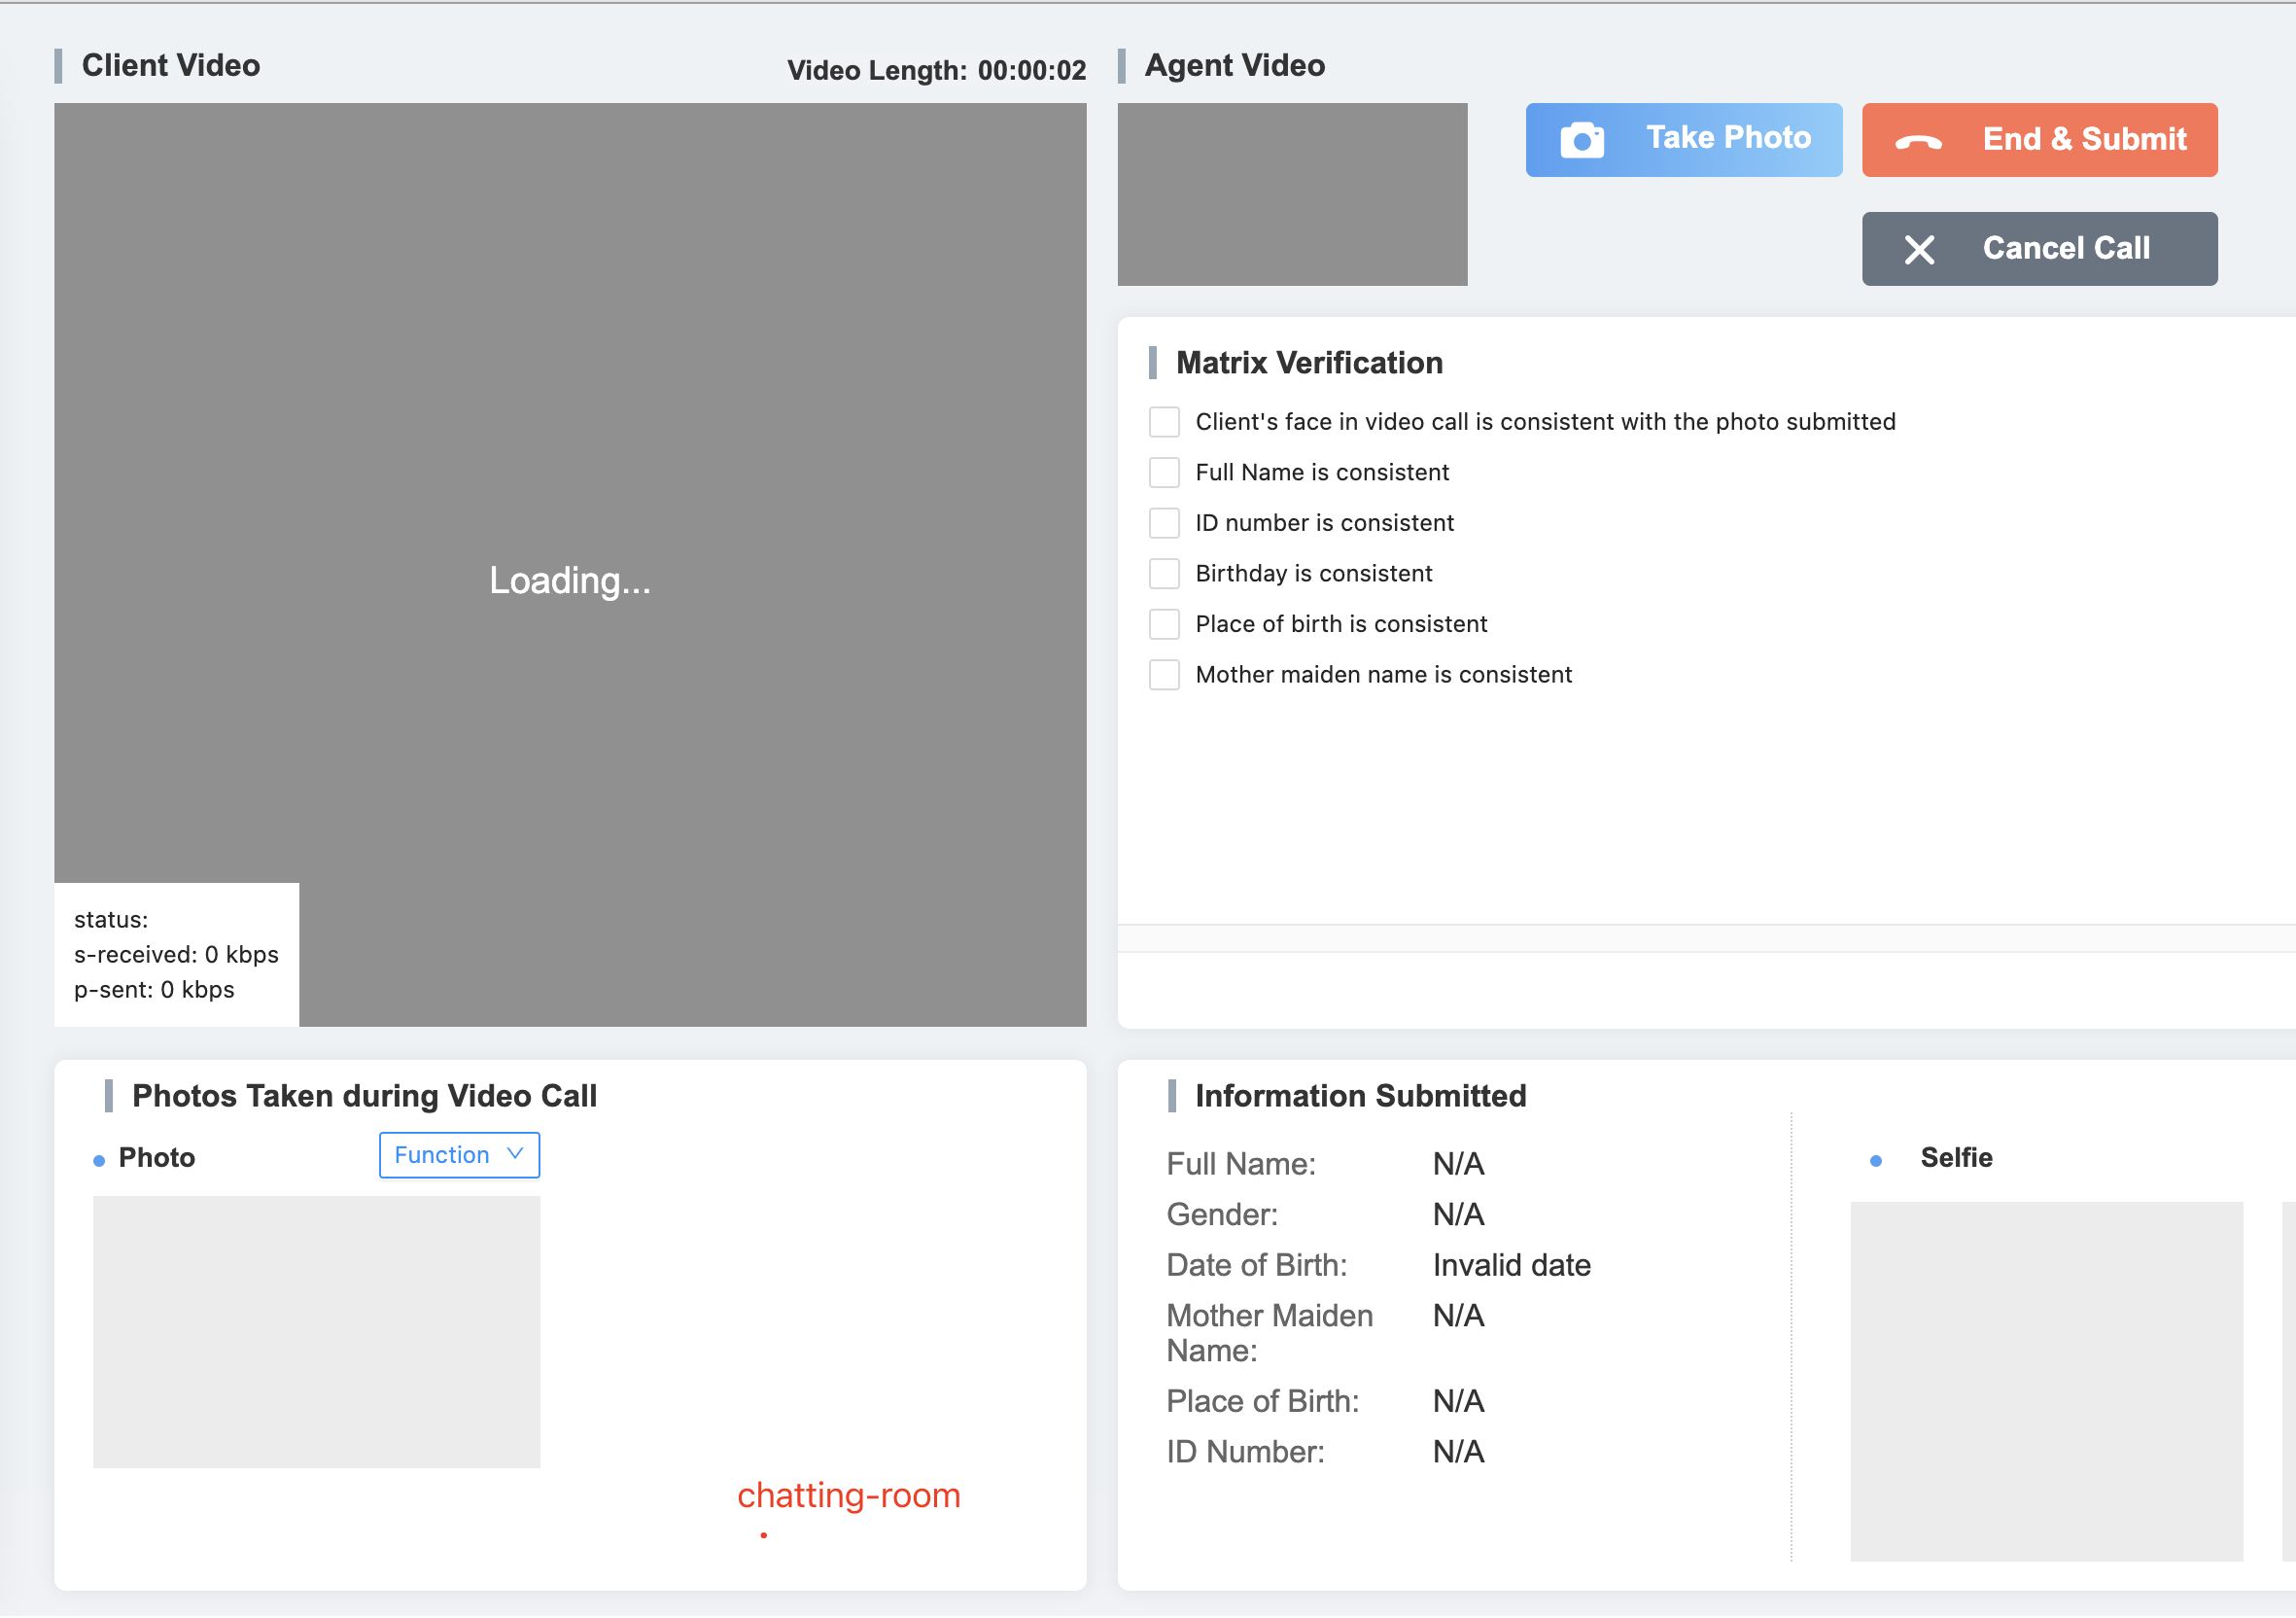 Client Video
Video Length: 00:00:02
Loading...
status:
s-received: 0 kbps
p-sent: 0 kbps
Agent Video
Take Photo
End & Submit
Cancel Call
Matrix Verification
Client's face in video call is consistent with the photo submitted
Full Name is consistent
ID number is consistent
Birthday is consistent
Place of birth is consistent
Mother maiden name is consistent
Photos Taken during Video Call
Photo
Function
chatting-room
Information Submitted
Full Name: N/A
Gender: N/A
Date of Birth: Invalid date
Mother Maiden N/A
Name:
Place of Birth: N/A
ID Number: N/A
Selfie